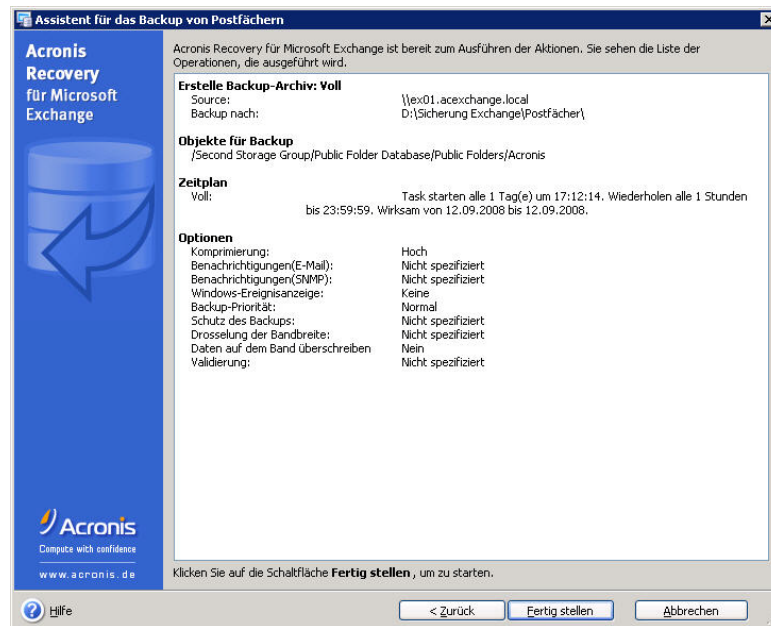 Assistent für das Backup von Postfächern
Acronis
Recovery
für Microsoft
Exchange
Acronis Recovery für Microsoft Exchange ist bereit zum Ausführen der Aktionen. Sie sehen die Liste der
Operationen, die ausgeführt wird.
Erstelle Backup-Archiv: Voll
Source: \\ex01.acexchange.local
Backup nach: D:\Sicherung Exchange\Postfächer\
Objekte für Backup
/Second Storage Group/Public Folder Database/Public Folders/Acronis
Zeitplan
Voll: Task starten alle 1 Tag(e) um 17:12:14. Wiederholen alle 1 Stunden
bis 23:59:59. Wirksam von 12.09.2008 bis 12.09.2008.
Optionen
Komprimierung: Hoch
Benachrichtigungen(E-Mail): Nicht spezifiziert
Benachrichtigungen(SNMP): Nicht spezifiziert
Windows-Ereignisanzeige: Keine
Backup-Priorität: Normal
Schutz des Backups: Nicht spezifiziert
Drosselung der Bandbreite: Nicht spezifiziert
Daten auf dem Band überschreiben Nein
Validierung: Nicht spezifiziert
Acronis
Compute with confidence
www.acronis.de
Klicken Sie auf die Schaltfläche Fertig stellen , um zu starten.
Hilfe
< Zurück
Fertig stellen
Abbrechen